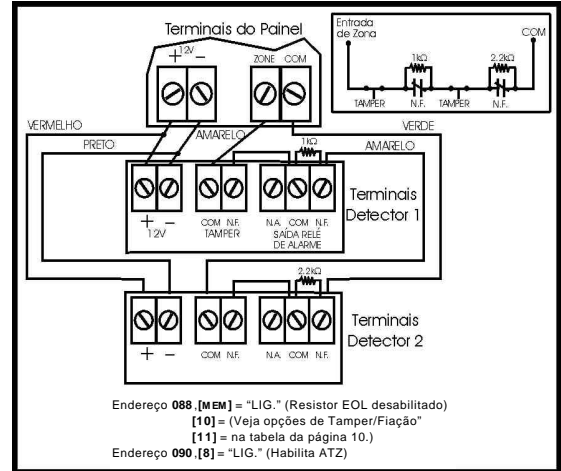 Terminais do Painel
+ 12V −
ZONE COM
Entrada de Zona
COM
1kΩ
2.2kΩ
TAMPER N.F. TAMPER N.F.
VERMELHO
PRETO
AMARELO
VERDE
AMARELO
1kΩ
+ − 12V
COM N.F. TAMPER
N.A. COM N.F.
SAÍDA RELÉ DE ALARME
Terminais Detector 1
2.2kΩ
+ −
COM N.F.
N.A. COM N.F.
Terminais Detector 2
Endereço 088,[MEM] = “LIG.” (Resistor EOL desabilitado)
[10] = (Veja opções de Tamper/Fiação”
[11] = na tabela da página 10.)
Endereço 090,[8] = “LIG.” (Habilita ATZ)